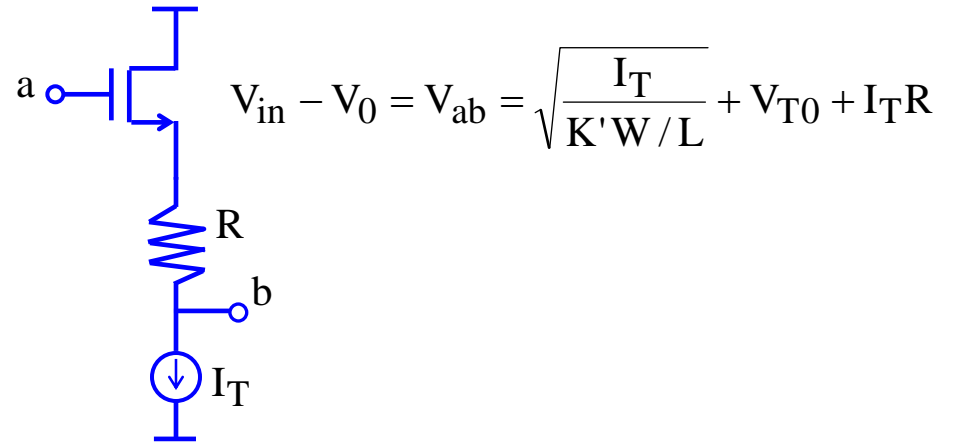 a
V_in − V_0 = V_ab = √(I_T / (K'W / L)) + V_T0 + I_T R
R
b
I_T